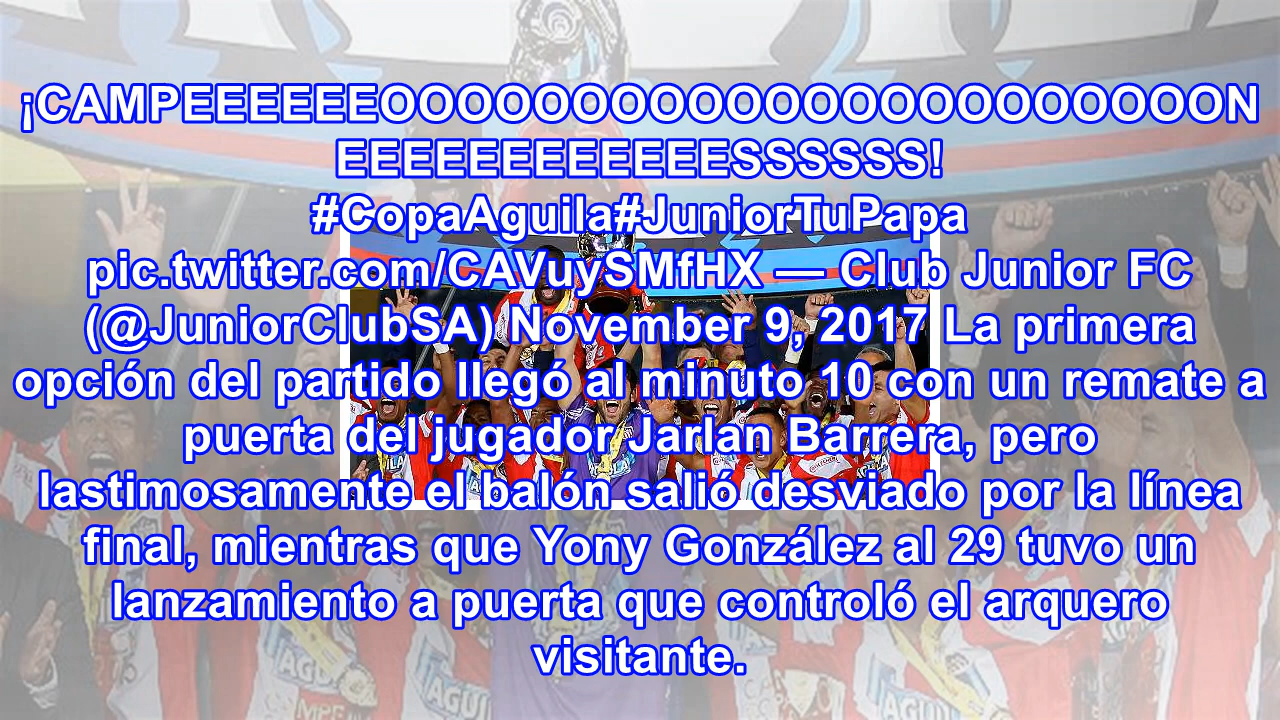 ¡CAMPEEEEEEOOOOOOOOOOOOOOOOOOOOOOOON
EEEEEEEEEEEESSSSSS!
#CopaAguila#JuniorTuPapa
pic.twitter.com/CAVuySMfHX — Club Junior FC
(@JuniorClubSA) November 9, 2017 La primera
opción del partido llegó al minuto 10 con un remate a
puerta del jugador Jarlan Barrera, pero
lastimosamente el balón salió desviado por la línea
final, mientras que Yony González al 29 tuvo un
lanzamiento a puerta que controló el arquero
visitante.